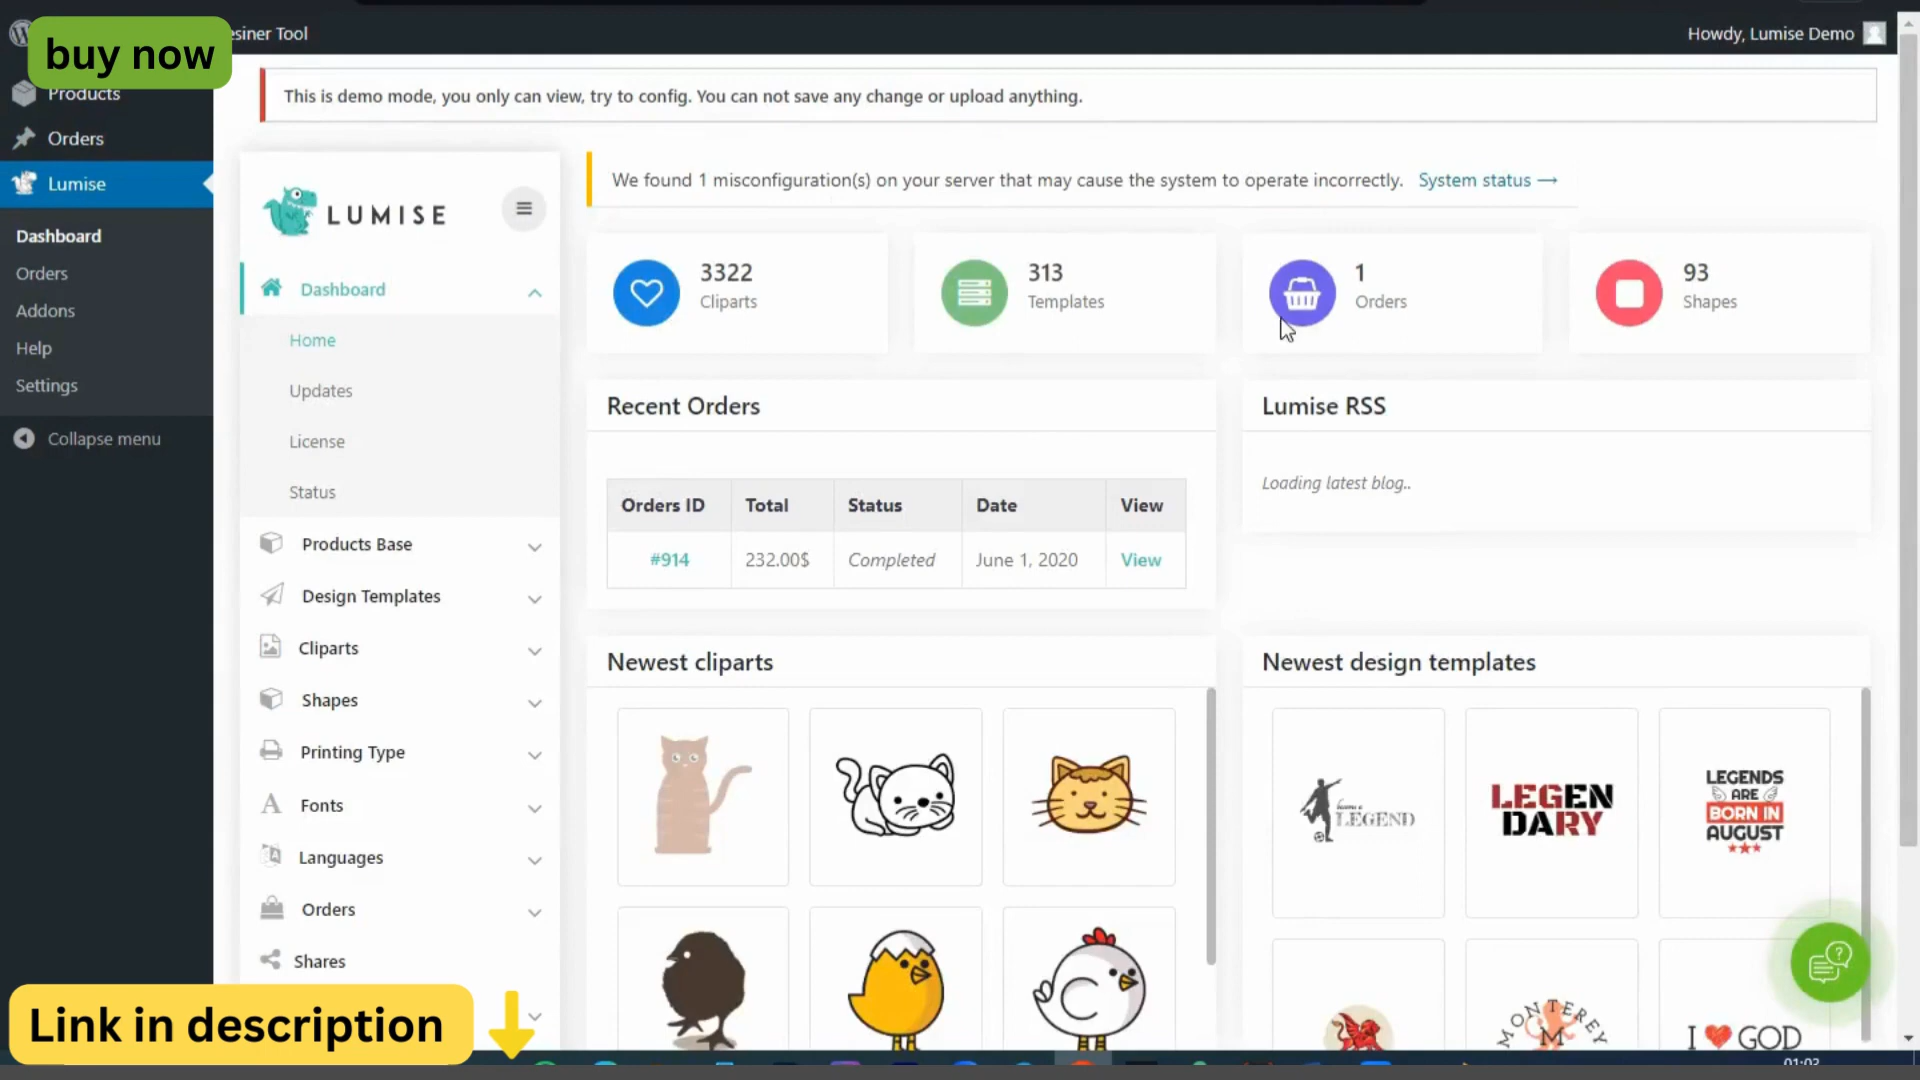 buy now
esiner Tool
Howdy, Lumise Demo
Products
Orders
Lumise
Dashboard
Orders
Addons
Help
Settings
Collapse menu
This is demo mode, you only can view, try to config. You can not save any change or upload anything.
LUMISE
Dashboard
Home
Updates
License
Status
Products Base
Design Templates
Cliparts
Shapes
Printing Type
Fonts
Languages
Orders
Shares
We found 1 misconfiguration(s) on your server that may cause the system to operate incorrectly. System status →
3322
Cliparts
313
Templates
1
Orders
93
Shapes
Recent Orders
Orders ID Total Status Date View
#914 232.00$ Completed June 1, 2020 View
Lumise RSS
Loading latest blog..
Newest cliparts
Newest design templates
become a
LEGEND
LEGEN
DARY
LEGENDS
ARE
BORN IN
AUGUST
MONTEREY
M
I GOD
Link in description
01:03